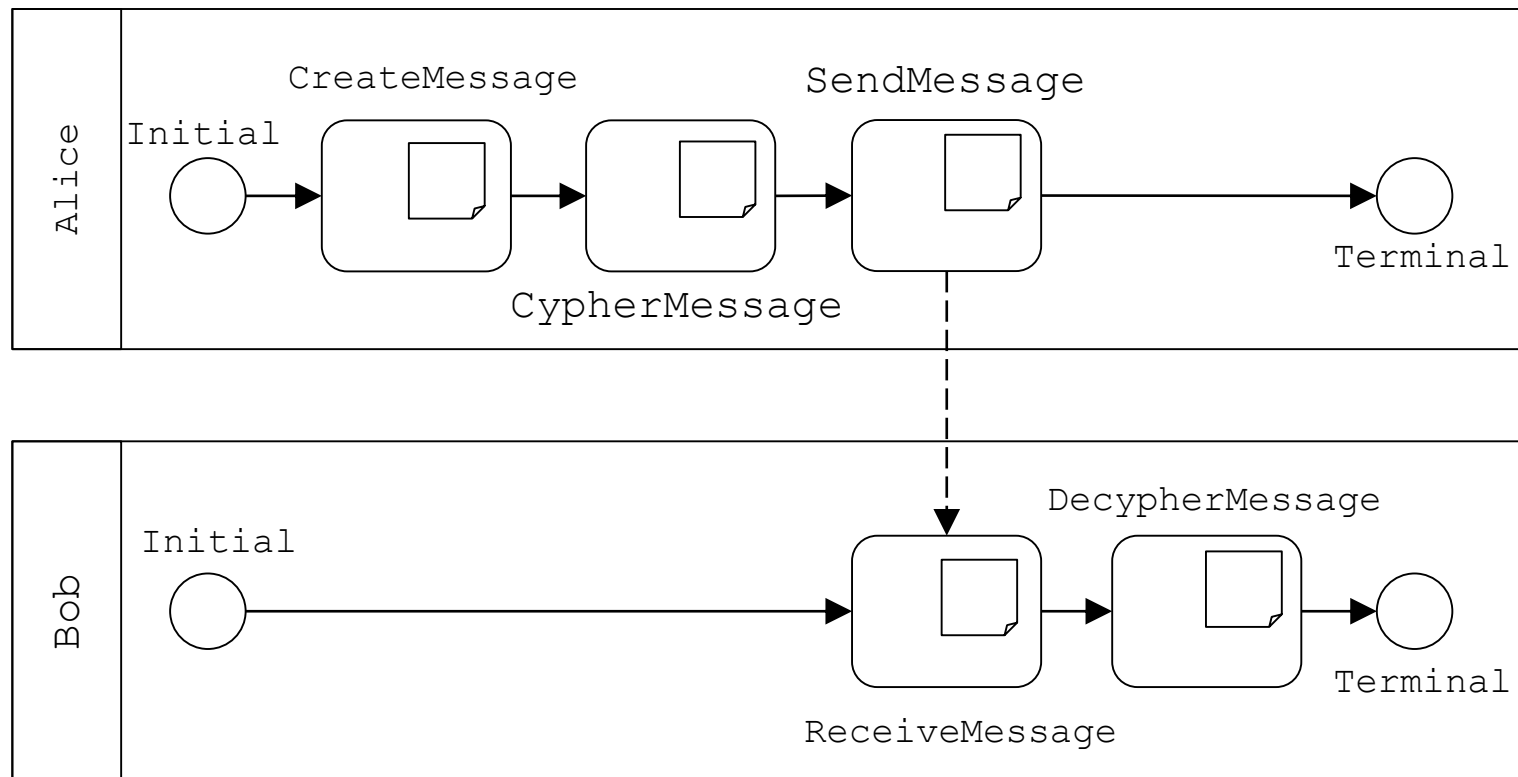 CreateMessage
SendMessage
Alice
Initial
Terminal
CypherMessage
DecypherMessage
Initial
Bob
Terminal
ReceiveMessage